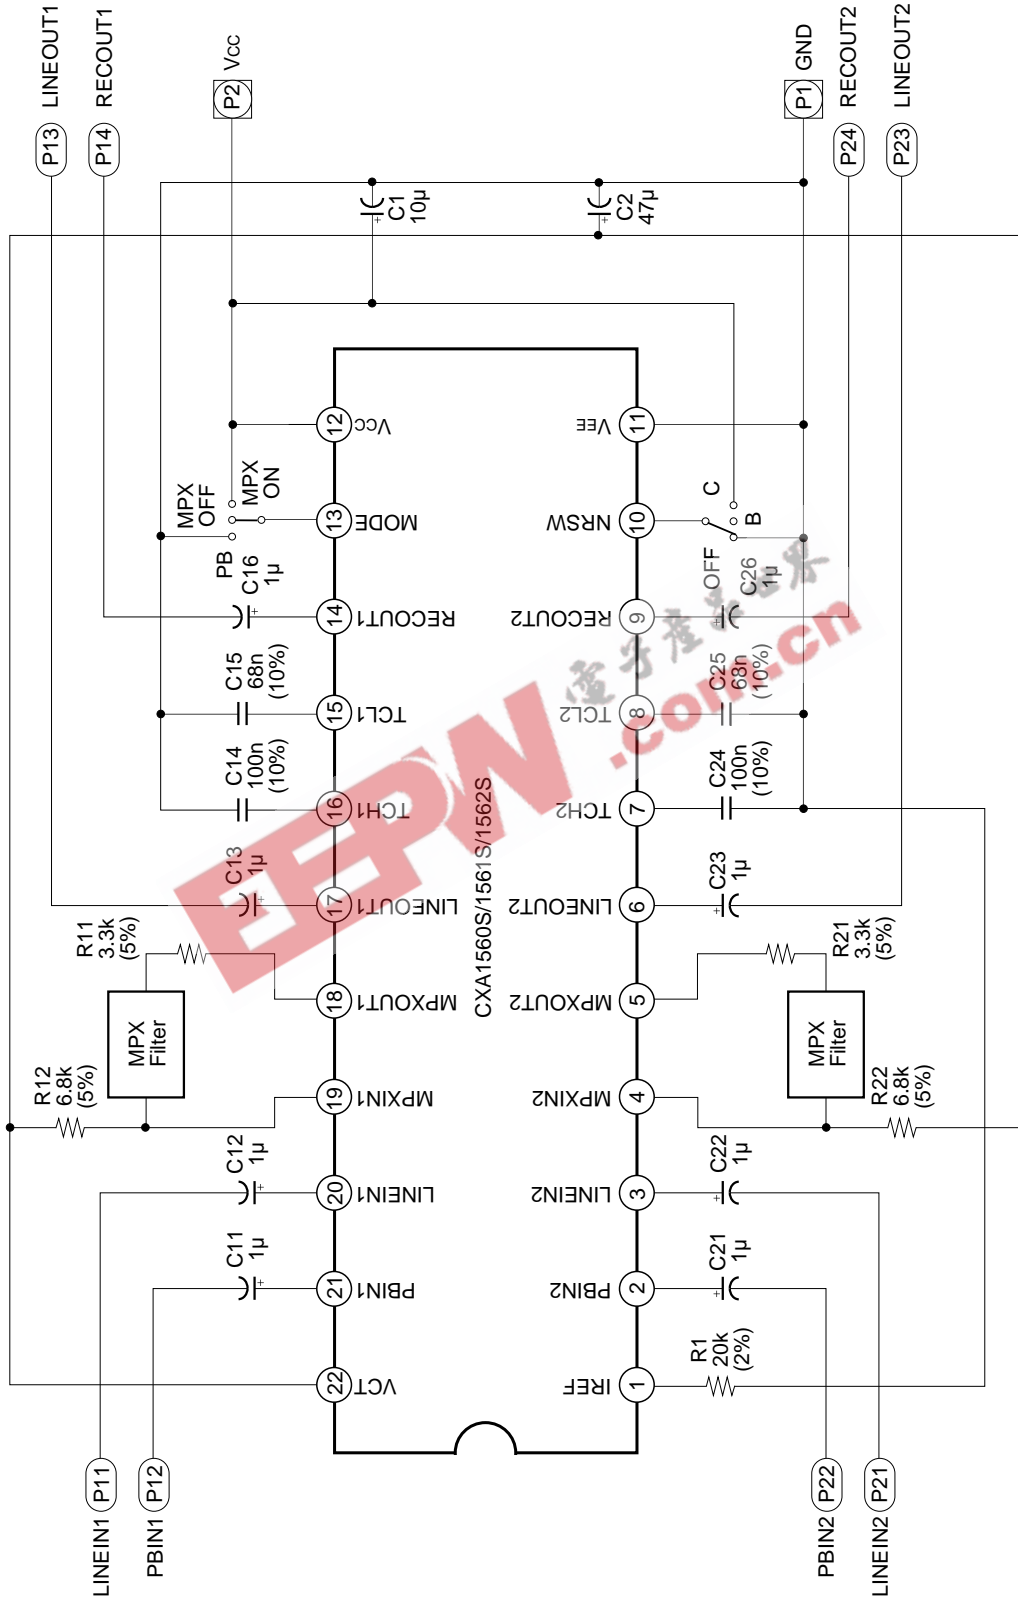 LINEOUT1
P13
RECOUT1
P14
Vcc
P2
GND
P1
RECOUT2
P24
LINEOUT2
P23
C1
10μ
C2
47μ
12
Vcc
11
VEE
MPX
OFF
MPX
ON
PB
13
MODE
10
NRSW
C
B
OFF
C16
1μ
14
RECOUT1
9
RECOUT2
C26
1μ
C15
68n
(10%)
15
TCL1
8
TCL2
C25
68n
(10%)
C14
100n
(10%)
16
TCH1
7
TCH2
C24
100n
(10%)
C13
1μ
17
LINEOUT1
6
LINEOUT2
C23
1μ
CXA1560S/1561S/1562S
R11
3.3k
(5%)
MPX
Filter
18
MPXOUT1
5
MPXOUT2
R21
3.3k
(5%)
MPX
Filter
R12
6.8k
(5%)
19
MPXIN1
4
MPXIN2
R22
6.8k
(5%)
C12
1μ
20
LINEIN1
3
LINEIN2
C22
1μ
C11
1μ
21
PBIN1
2
PBIN2
C21
1μ
22
VCT
1
IREF
R1
20k
(2%)
LINEIN1 P11
PBIN1 P12
PBIN2 P22
LINEIN2 P21
EEPW
.com.cn
電子產品世界